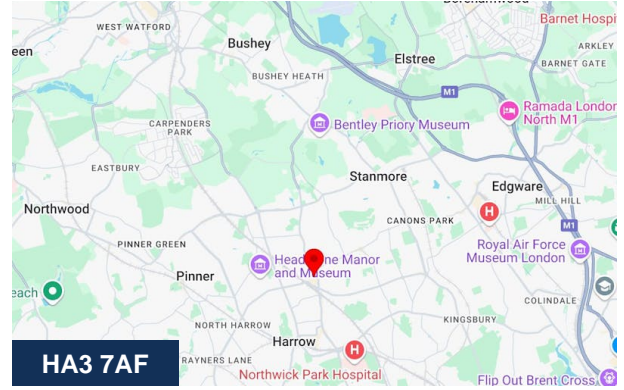 Borehamwood
Barnet Hospi
WEST WATFORD
een
Bushey
ARKLEY
Elstree
BARNET GATE
BUSHEY HEATH
M1
Ramada London
North M1
CARPENDERS
PARK
Bentley Priory Museum
EASTBURY
Stanmore
Edgware
MILL HILL
Northwood
H
CANONS PARK
M1
PINNER GREEN
Royal Air Force
Museum London
Headstone Manor
and Museum
Pinner
each
COLINDALE
KINGSBURY
NORTH HARROW
Harrow
H
RAYNERS LANE
HA3 7AF
Northwick Park Hospital
Flip Out Brent Cross